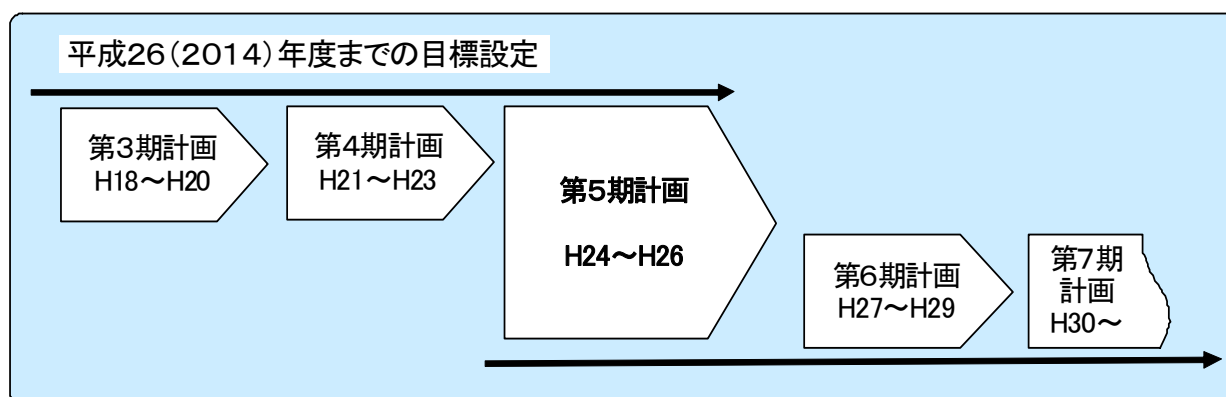 平成26(2014)年度までの目標設定
第3期計画
H18～H20
第4期計画
H21～H23
第5期計画
H24～H26
第6期計画
H27～H29
第7期
計画
H30～